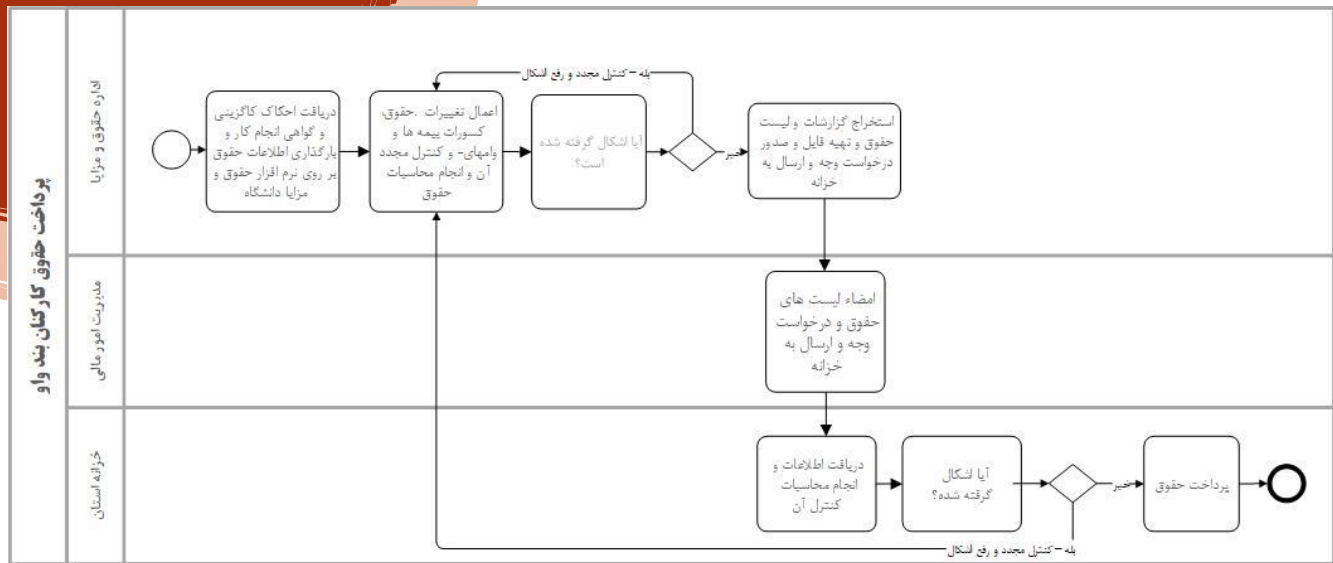 پرداخت حقوق کارکنان بند واو
اداره حقوق و مزایا
دریافت احکاک کاگزینی
و گواهی انجام کار و
بارگذاری اطلاعات حقوق
بر روی نرم افزار حقوق و
مزایا دانشگاه
اعمال تغییرات .حقوق،
کسورات بیمه ها و
وامهای- و کنترل مجدد
آن و انجام محاسبات
حقوق
آیا اشکال گرفته شده
است؟
بله – کنترل مجدد و رفع اشکال
خیر
استخراج گزارشات و لیست
حقوق و تهیه فایل و صدور
درخواست وجه و ارسال به
خزانه
مدیریت امور مالی
امضاء لیست های
حقوق و درخواست
وجه و ارسال به
خزانه
خزانه استان
دریافت اطلاعات و
انجام محاسبات
کنترل آن
آیا اشکال
گرفته شده؟
خیر
بله – کنترل مجدد و رفع اشکال
پرداخت حقوق